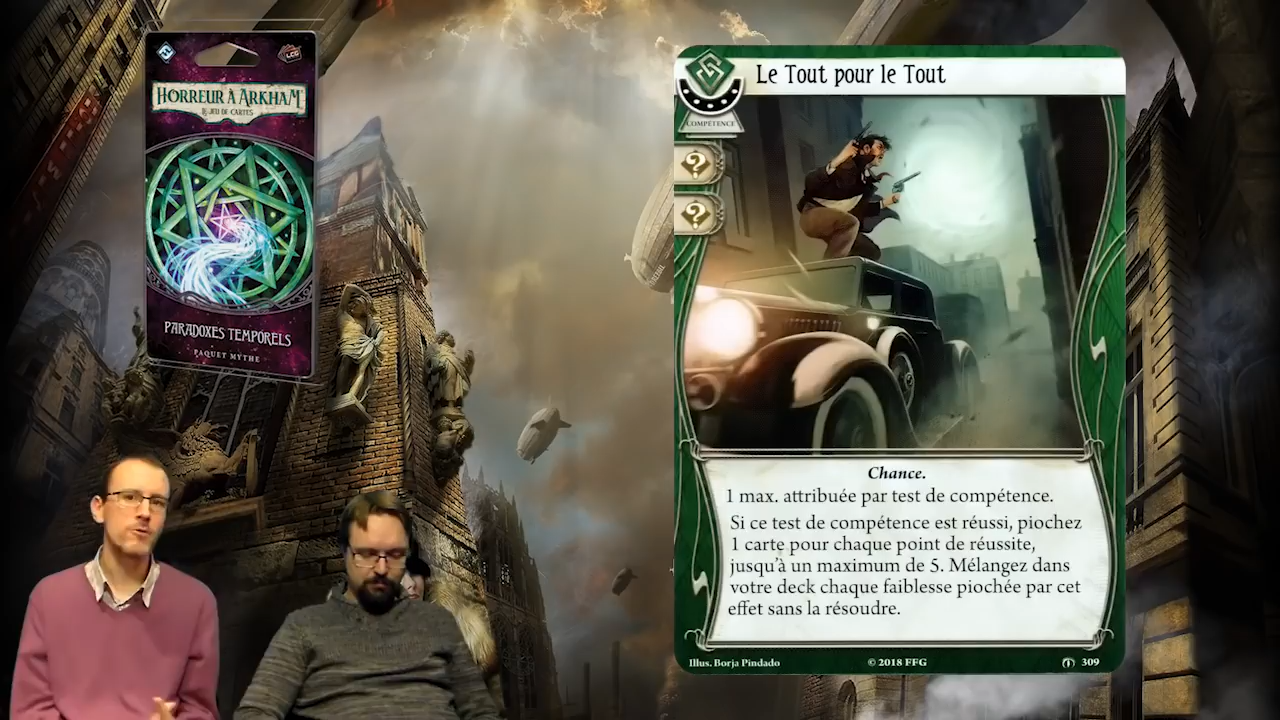 LCG
HORREUR À ARKHAM
LE JEU DE CARTES
PARADOXES TEMPORELS
PAQUET MYTHE
Le Tout pour le Tout
COMPÉTENCE
?
?
Chance.
1 max. attribuée par test de compétence.
Si ce test de compétence est réussi, piochez
1 carte pour chaque point de réussite,
jusqu'à un maximum de 5. Mélangez dans
votre deck chaque faiblesse piochée par cet
effet sans la résoudre.
Illus. Borja Pindado
© 2018 FFG
309